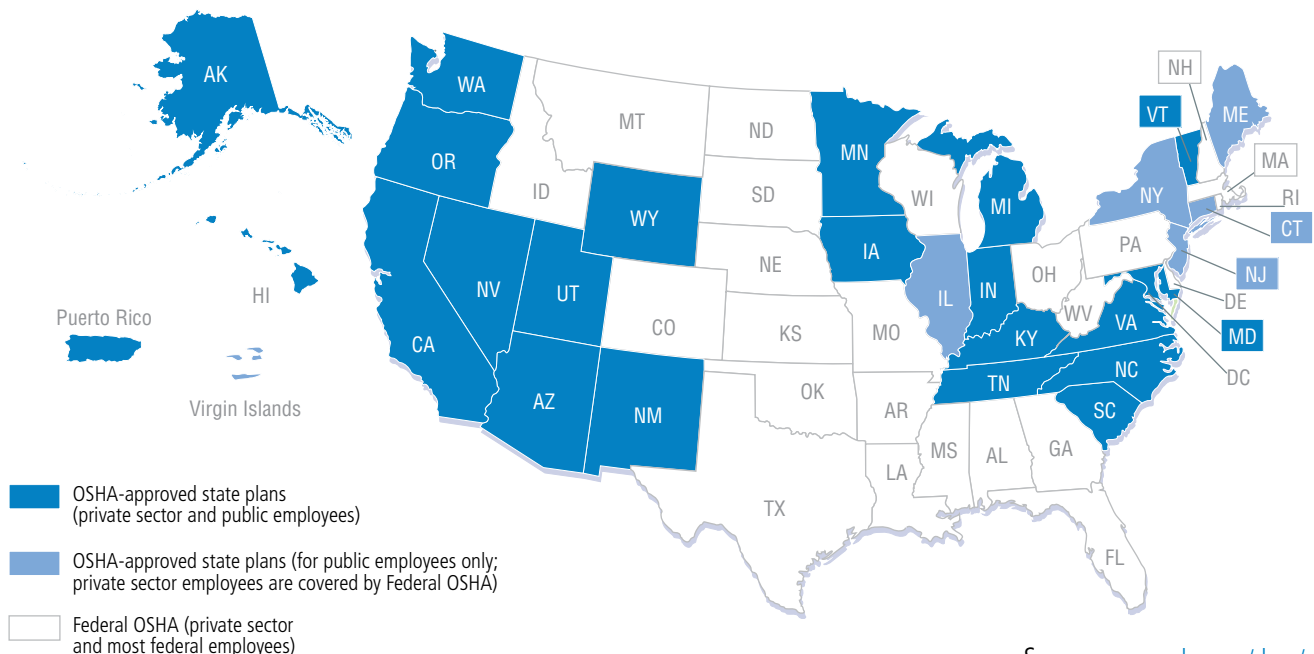 AK
WA
MT
ND
MN
NH
VT
ME
OR
ID
SD
WI
MI
NY
MA
RI
CT
WY
NE
IA
PA
NJ
HI
NV
UT
CO
KS
MO
IL
IN
OH
WV
DE
MD
VA
DC
Puerto Rico
CA
KY
AZ
NM
OK
AR
TN
NC
SC
Virgin Islands
MS
AL
GA
LA
TX
FL
OSHA-approved state plans
(private sector and public employees)
OSHA-approved state plans (for public employees only;
private sector employees are covered by Federal OSHA)
Federal OSHA (private sector
and most federal employees)